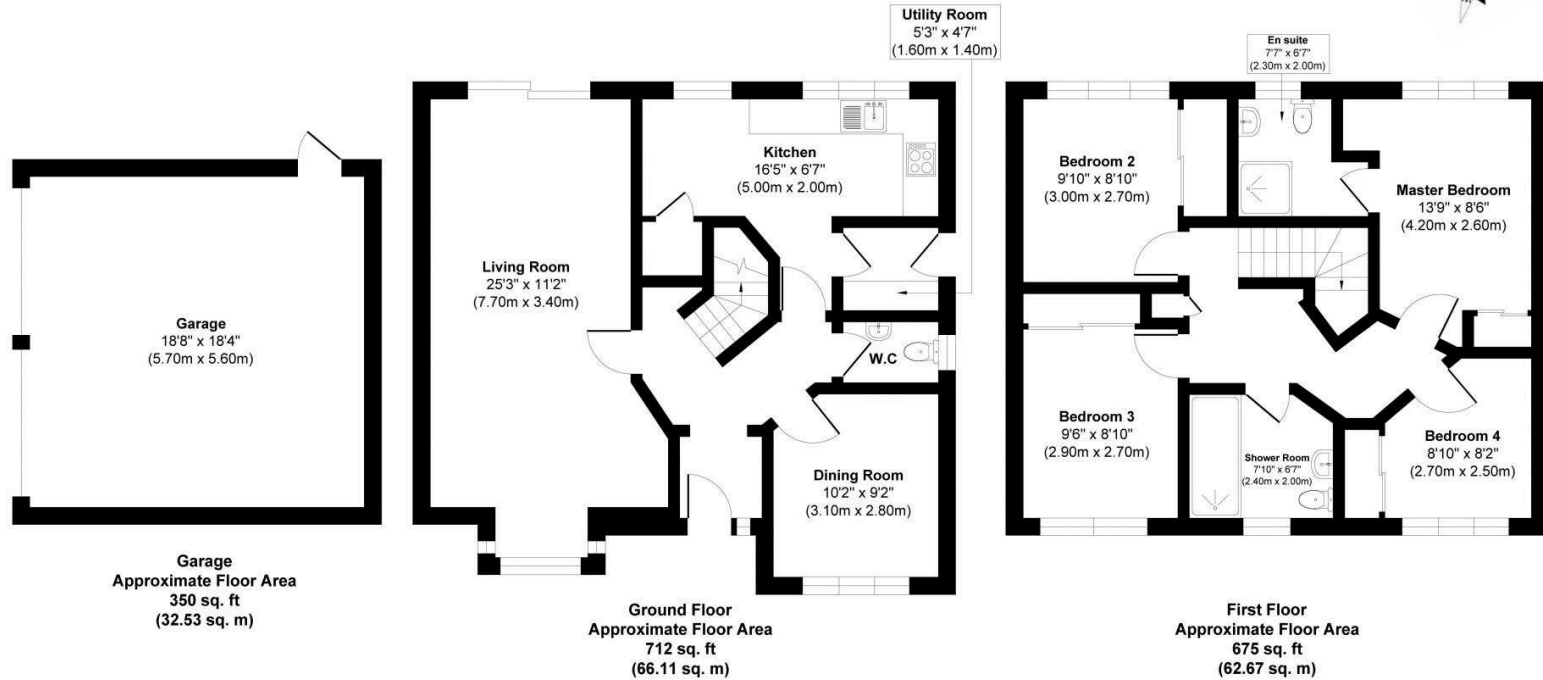 Garage
18'8" x 18'4"
(5.70m x 5.60m)
Garage
Approximate Floor Area
350 sq. ft
(32.53 sq. m)
Utility Room
5'3" x 4'7"
(1.60m x 1.40m)
Kitchen
16'5" x 6'7"
(5.00m x 2.00m)
Living Room
25'3" x 11'2"
(7.70m x 3.40m)
W.C
Dining Room
10'2" x 9'2"
(3.10m x 2.80m)
Ground Floor
Approximate Floor Area
712 sq. ft
(66.11 sq. m)
En suite
7'7" x 6'7"
(2.30m x 2.00m)
Bedroom 2
9'10" x 8'10"
(3.00m x 2.70m)
Master Bedroom
13'9" x 8'6"
(4.20m x 2.60m)
Bedroom 3
9'6" x 8'10"
(2.90m x 2.70m)
Shower Room
7'10" x 6'7"
(2.40m x 2.00m)
Bedroom 4
8'10" x 8'2"
(2.70m x 2.50m)
First Floor
Approximate Floor Area
675 sq. ft
(62.67 sq. m)